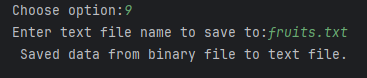 Choose option:9
Enter text file name to save to:fruits.txt
Saved data from binary file to text file.